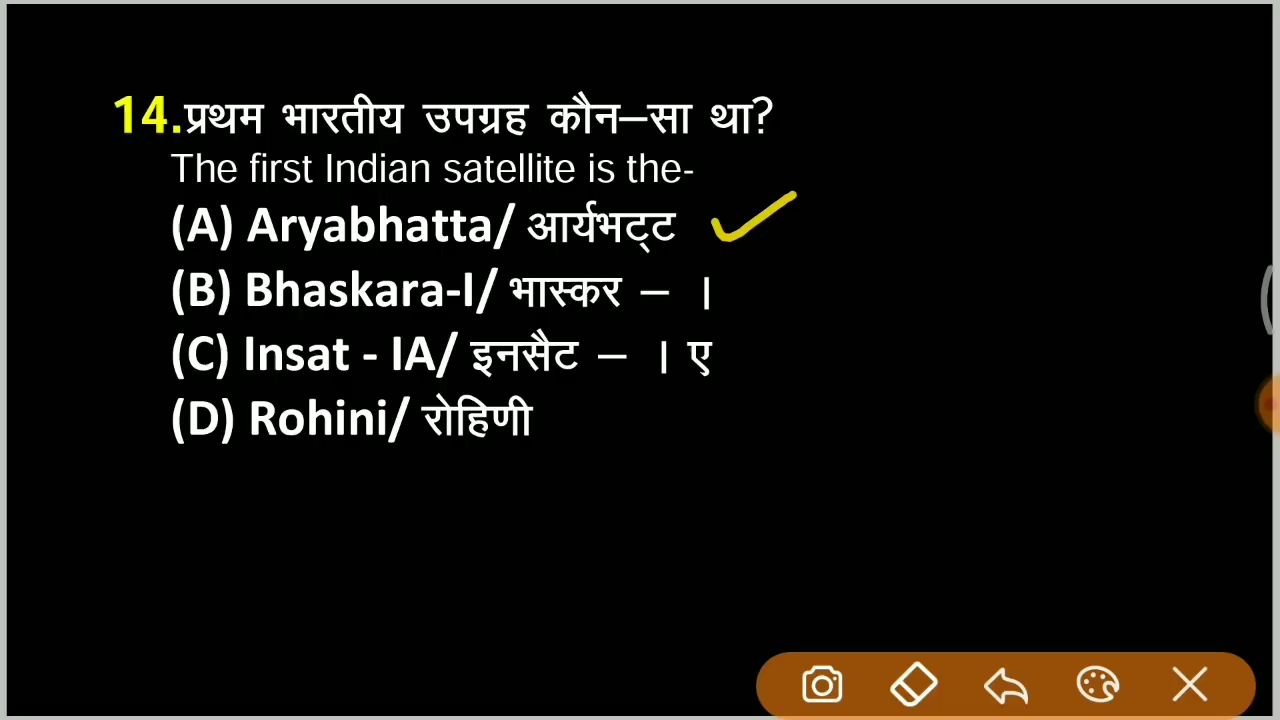 14.प्रथम भारतीय उपग्रह कौन–सा था?
The first Indian satellite is the-
(A) Aryabhatta/ आर्यभट्‌ट
(B) Bhaskara-I/ भास्कर – ।
(C) Insat - IA/ इनसैट – । ए
(D) Rohini/ रोहिणी